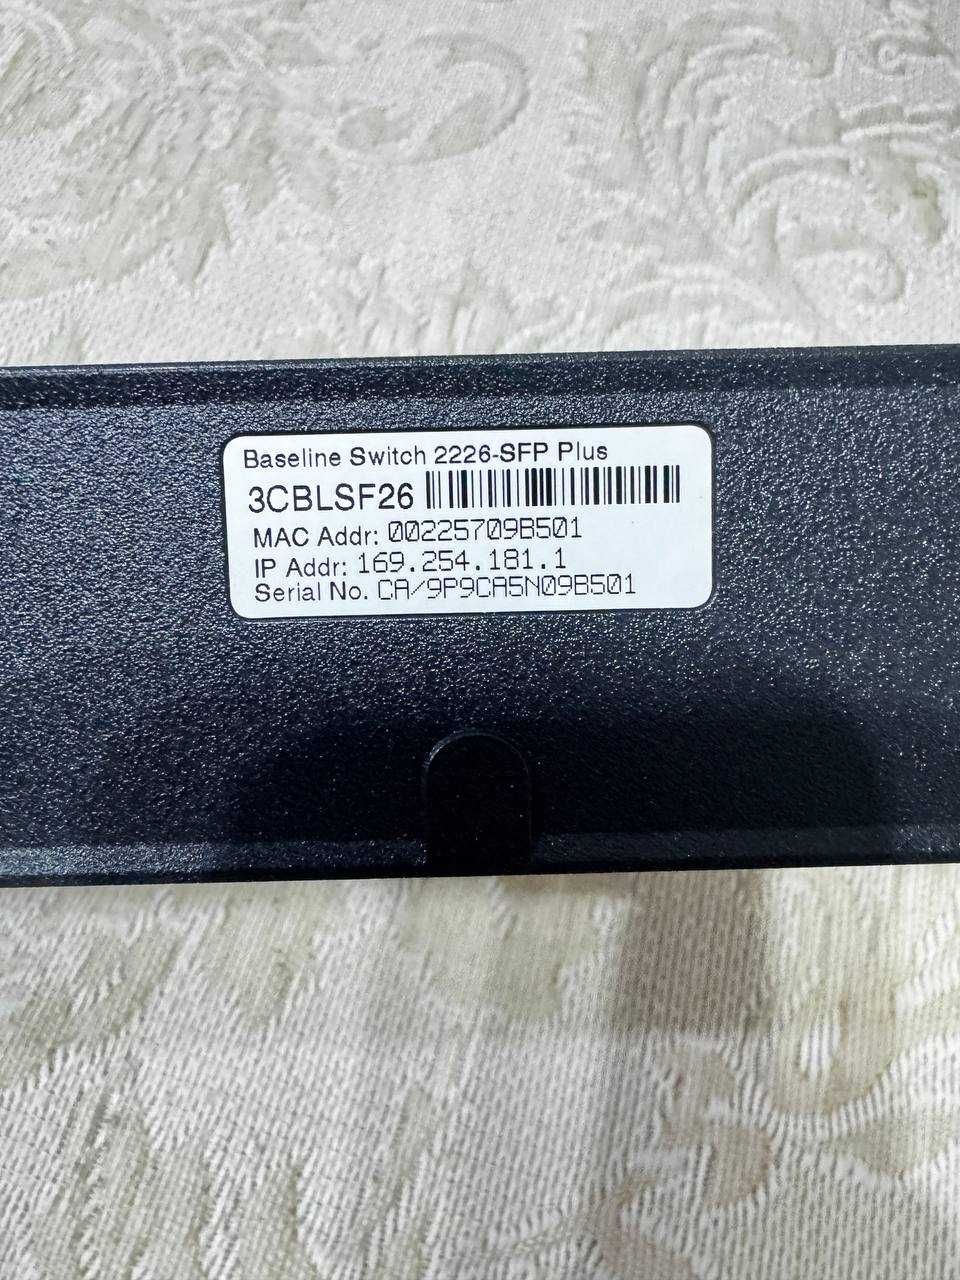 Baseline Switch 2226-SFP Plus
3CBLSF26
MAC Addr: 00225709B501
IP Addr: 169.254.181.1
Serial No. CA/9P9CA5N09B501